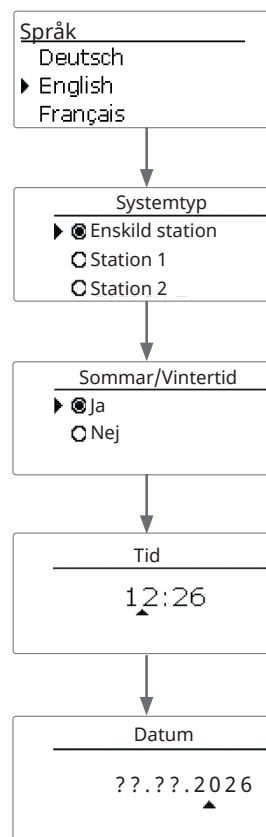 Språk
Deutsch
English
Français
Systemtyp
Enskild station
Station 1
Station 2
Sommar/Vintertid
Ja
Nej
Tid
12:26
Datum
??.??.2026